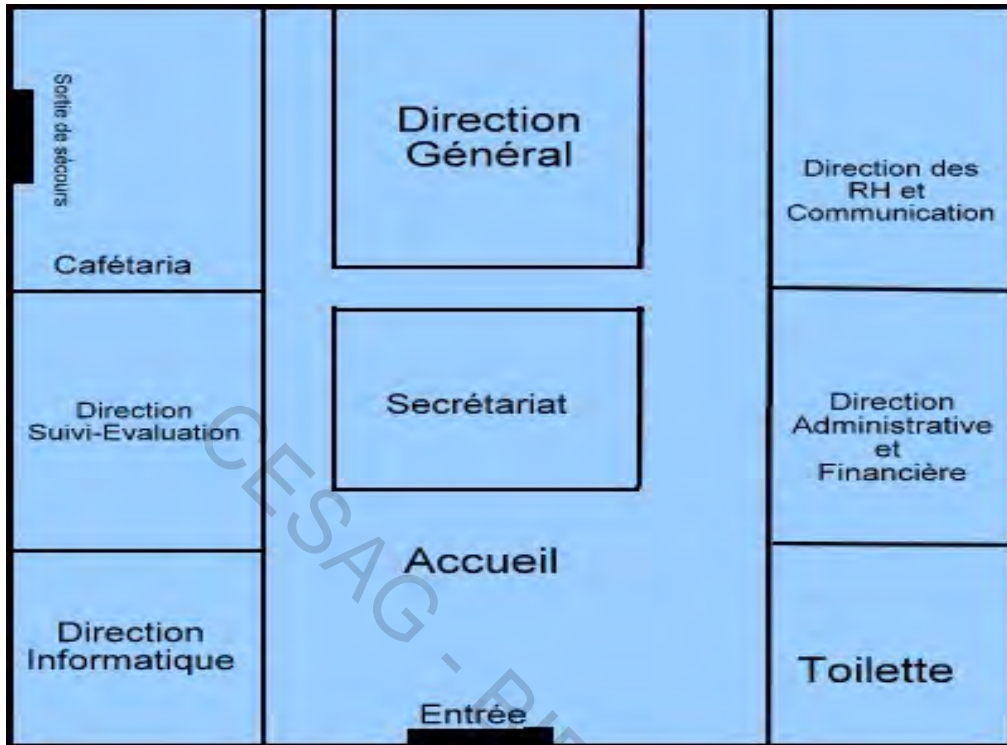 Sortie de sécours
Cafétaria
Direction
Suivi-Evaluation
Direction
Informatique
Direction
Général
Secrétariat
Accueil
Entrée
Direction des
RH et
Communication
Direction
Administrative
et
Financière
Toilette
CESAG -